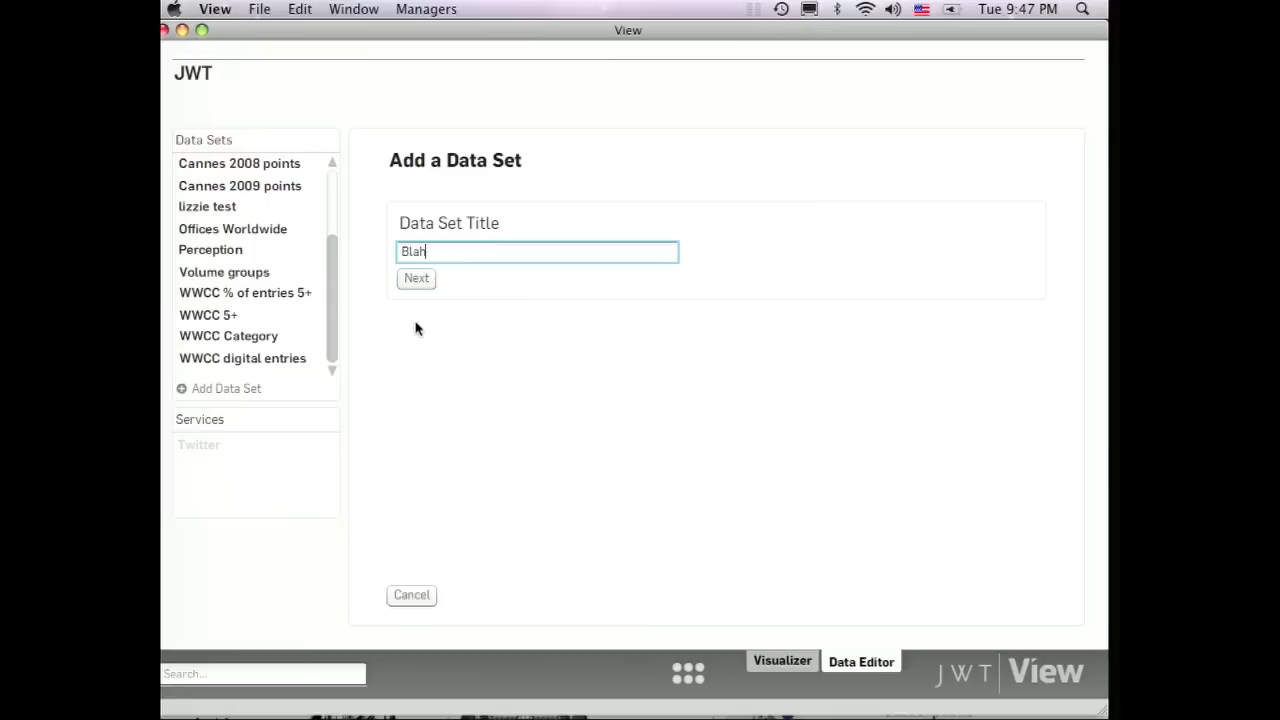 View File Edit Window Managers Tue 9:47 PM
View
JWT
Data Sets
Cannes 2008 points
Cannes 2009 points
lizzie test
Offices Worldwide
Perception
Volume groups
WWCC % of entries 5+
WWCC 5+
WWCC Category
WWCC digital entries
Add Data Set
Services
Twitter
Add a Data Set
Data Set Title
Blah
Next
Cancel
Search...
Visualizer
Data Editor
JWT View